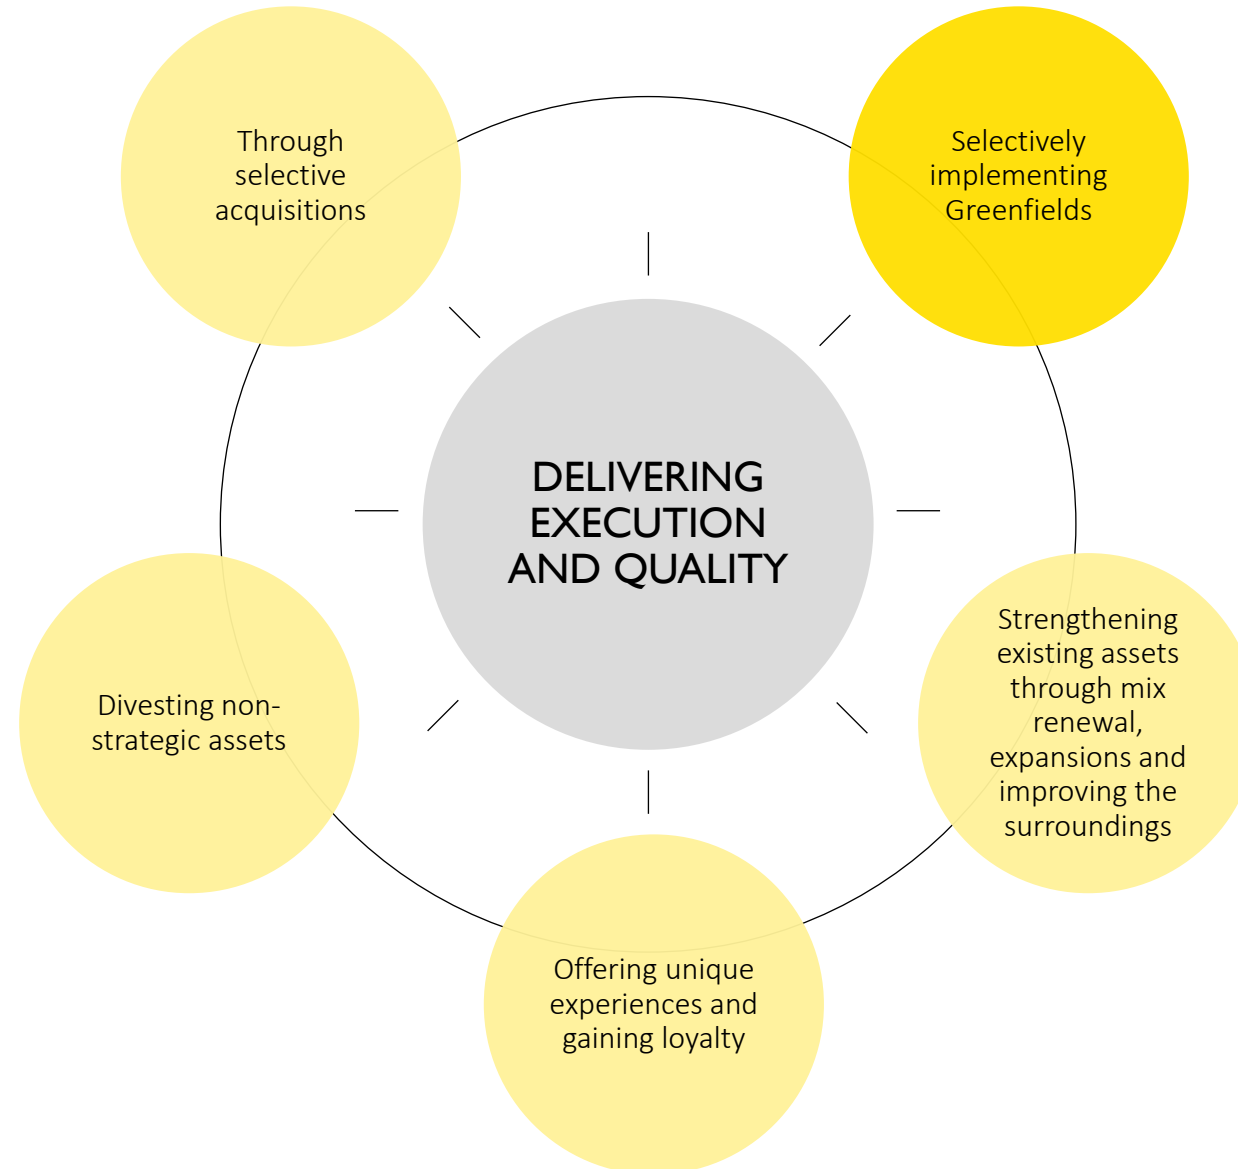 Through
selective
acquisitions
Selectively
implementing
Greenfields
DELIVERING
EXECUTION
AND QUALITY
Strengthening
existing assets
through mix
renewal,
expansions and
improving the
surroundings
Divesting non-
strategic assets
Offering unique
experiences and
gaining loyalty